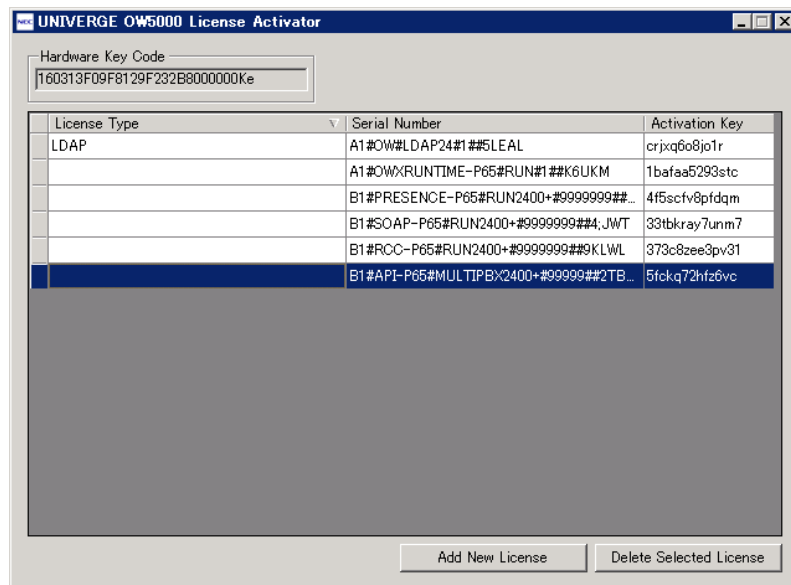 NEC UNIVERGE OW5000 License Activator
Hardware Key Code
160313F09F8129F232B8000000Ke
License Type Serial Number Activation Key
LDAP A1#OW#LDAP24#1##5LEAL crjxq6o8jo1r
A1#OWXRUNTIME-P65#RUN#1##K6UKM 1bafaa5293stc
B1#PRESENCE-P65#RUN2400+#9999999##... 4f5scfv8pfdqm
B1#SOAP-P65#RUN2400+#9999999##4;JWT 33tbkray7unm7
B1#RCC-P65#RUN2400+#9999999##9KLWL 373c8zee3pv31
B1#API-P65#MULTIPBX2400+#99999##2TB... 5fckq72hfz6vc
Add New License Delete Selected License